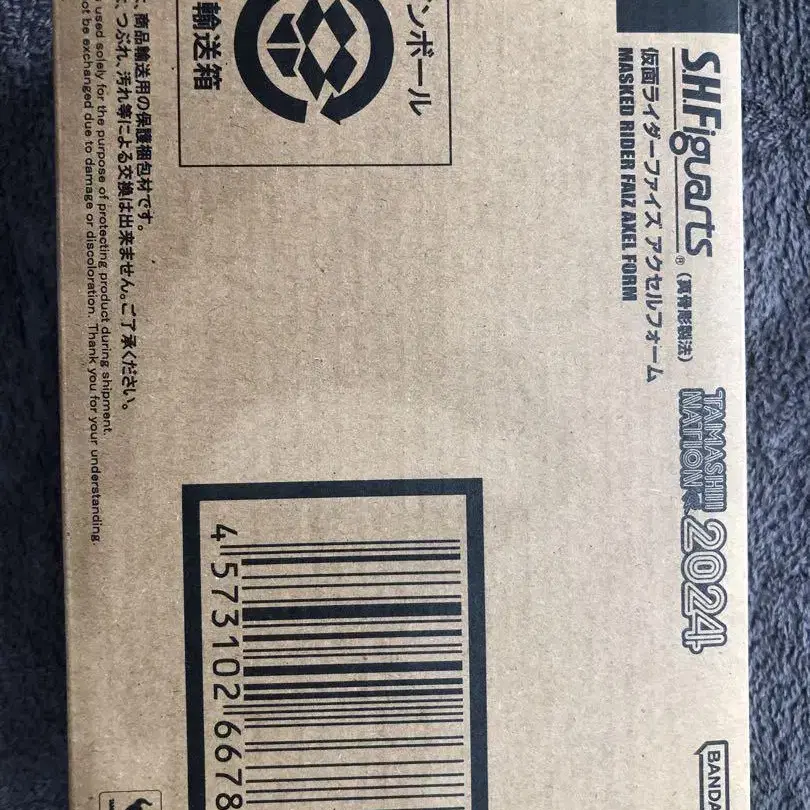 S.H.Figuarts®
(真骨彫製法)
仮面ライダーファイズ アクセルフォーム
MASKED RIDER FAIZ AXEL FORM
TAMASHII
NATION
2024
BANDA
ンボール
輸送箱
、商品輸送用の保護梱包材です。
、つぶれ、汚れ等による交換は出来ません。ご了承ください。
used solely for the purpose of protecting product during shipment.
ot be exchanged due to damage or discoloration. Thank you for your understanding.
4 573102 6678